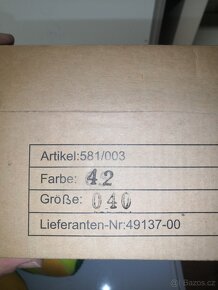 Artikel:581/003
Farbe: 42
Größe: 040
Lieferanten-Nr:49137-00
Bazos.cz